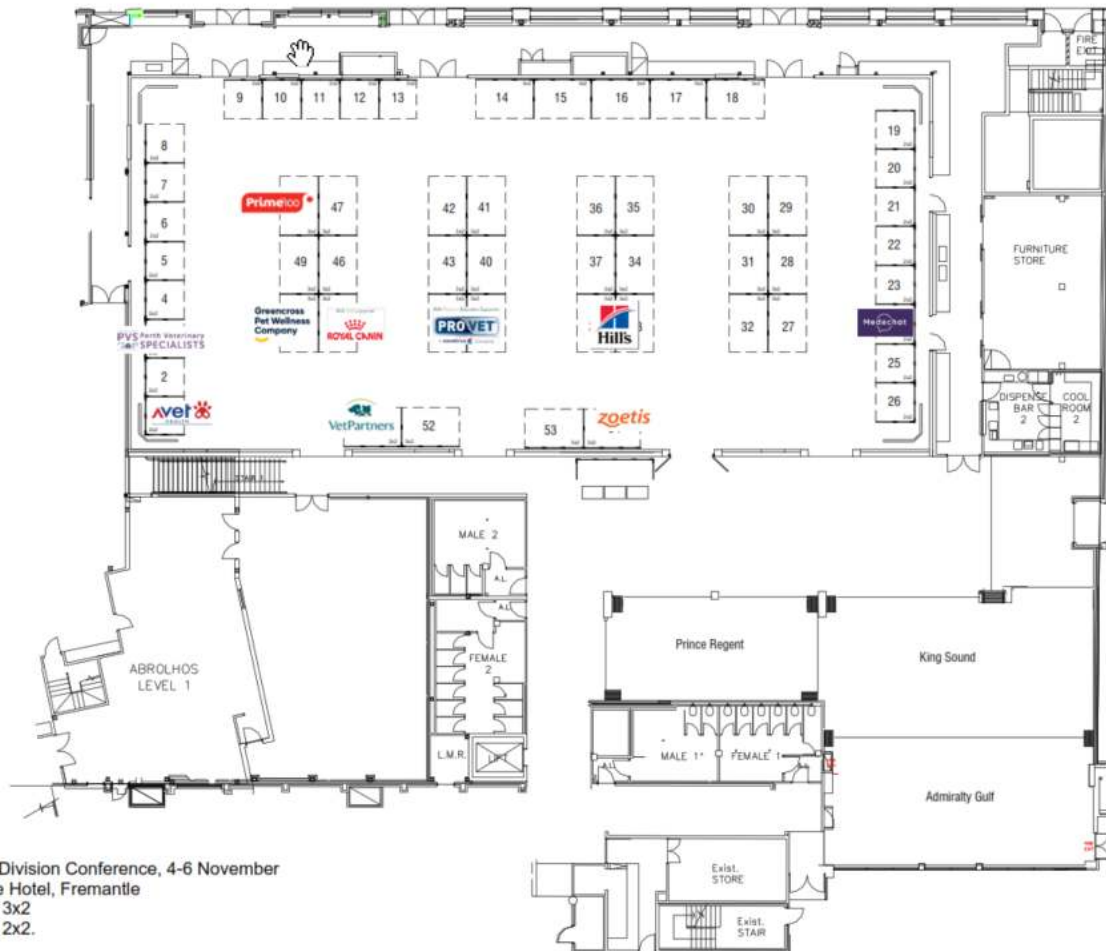 FIRE
EXIT
9 10 11 12 13 14 15 16 17 18
8
7
6
5
4
PVS Perth Veterinary
SPECIALISTS
2
Avet
HEALTH
Prime100
47
49 46
Greencross
Pet Wellness
Company
ROYAL CANIN
42 41
43 40
PROVET
36 35
37 34
Hill's
30 29
31 28
32 27
19
20
21
22
23
Medechat
25
26
VetPartners
52
53
zoetis
FURNITURE
STORE
DISPENSE
BAR
2
COOL
ROOM
2
STAIR 1
MALE 2
A.L.
A.L.
FEMALE
2
L.M.R.
LIFT
ABROLHOS
LEVEL 1
Prince Regent
King Sound
MALE 1
FEMALE 1
A.L.
Admiralty Gulf
Exist.
STORE
Exist.
STAIR
Division Conference, 4-6 November
e Hotel, Fremantle
3x2
2x2.